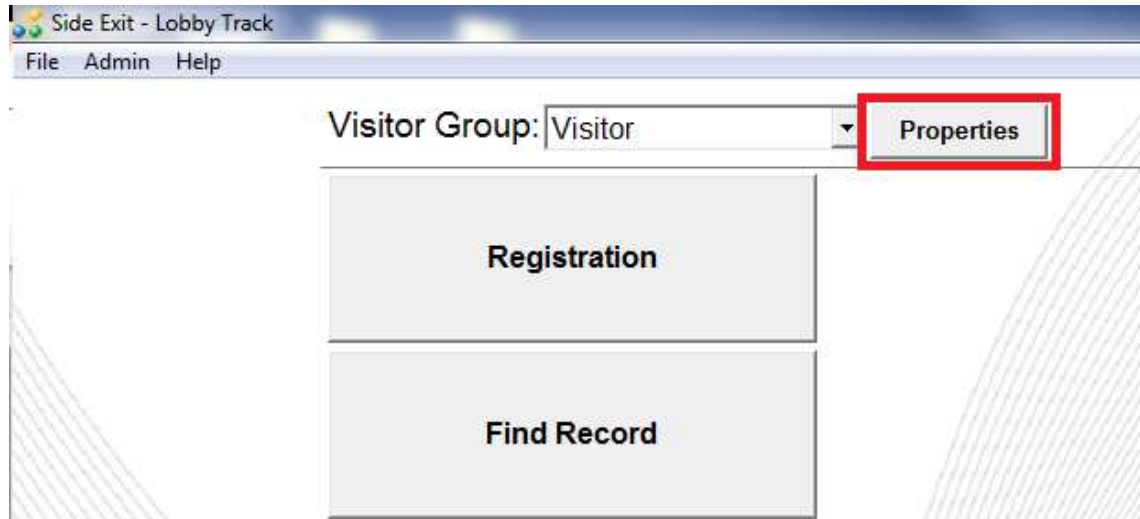 Side Exit - Lobby Track
File Admin Help
Visitor Group: Visitor Properties
Registration
Find Record